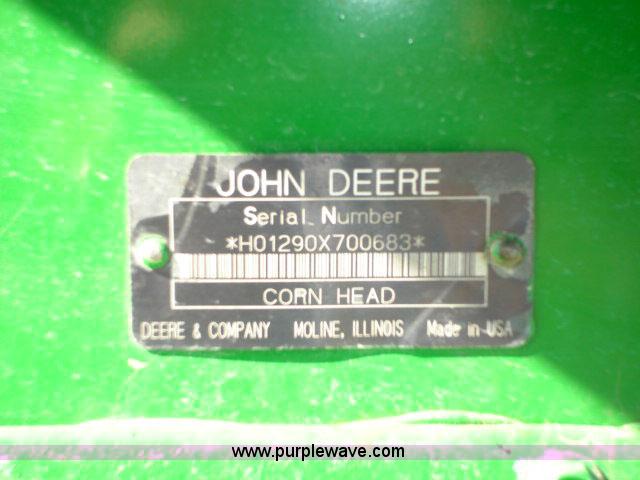 JOHN DEERE
Serial Number
*H01290X700683*
CORN HEAD
DEERE & COMPANY MOLINE, ILLINOIS Made in USA
www.purplewave.com